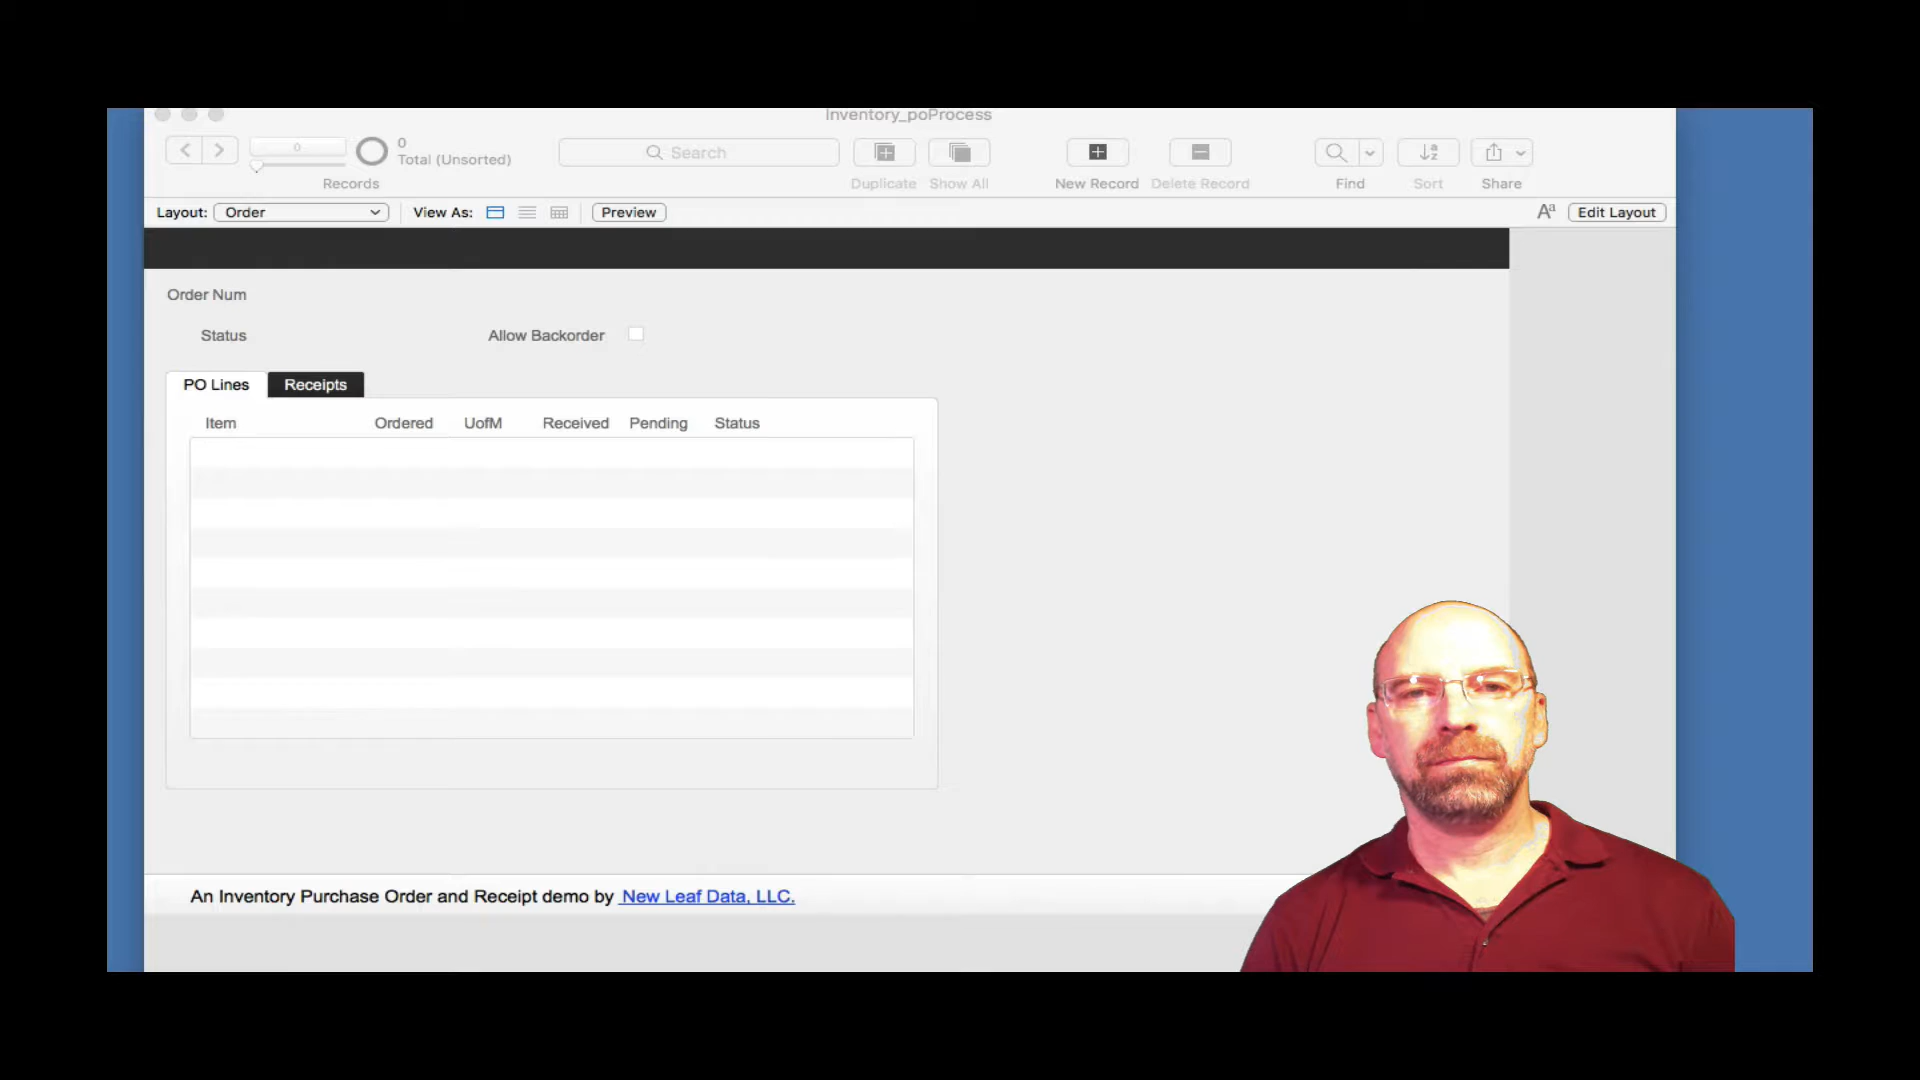 Inventory_poProcess
0
0
Total (Unsorted)
Search
Records
Duplicate
Show All
New Record
Delete Record
Find
Sort
Share
Layout: Order
View As:
Preview
Aa
Edit Layout
Order Num
Status
Allow Backorder
PO Lines
Receipts
Item Ordered UofM Received Pending Status
An Inventory Purchase Order and Receipt demo by New Leaf Data, LLC.